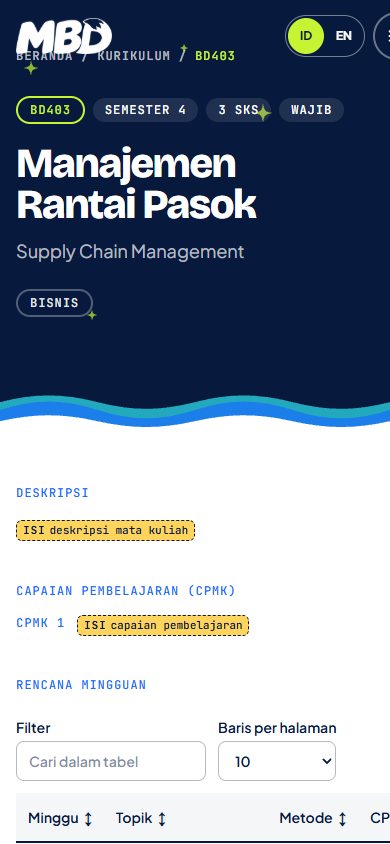 MBD
ID EN
BERANDA / KURIKULUM / BD403
BD403 SEMESTER 4 3 SKS WAJIB
Manajemen
Rantai Pasok
Supply Chain Management
BISNIS
DESKRIPSI
ISI deskripsi mata kuliah
CAPAIAN PEMBELAJARAN (CPMK)
CPMK 1 ISI capaian pembelajaran
RENCANA MINGGUAN
Filter Baris per halaman
Cari dalam tabel 10
Minggu ↕ Topik ↕ Metode ↕ CP